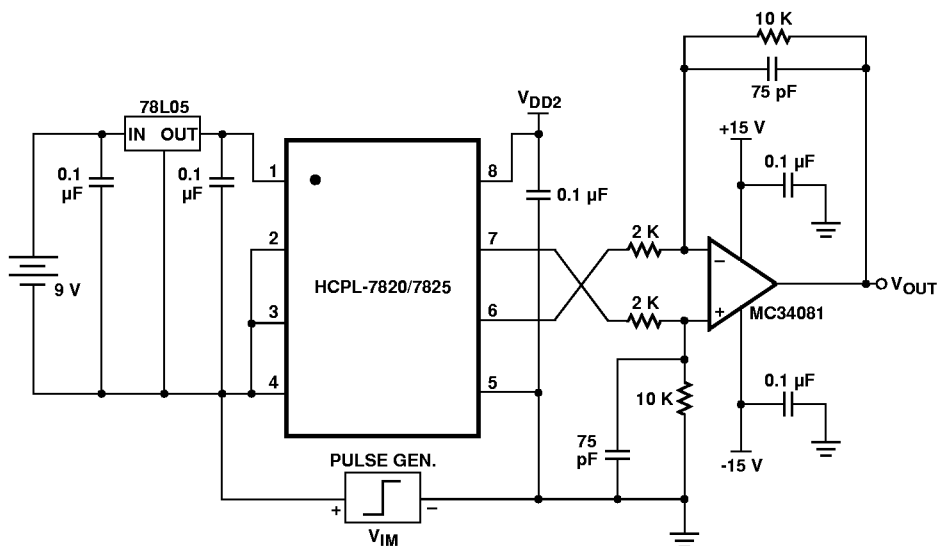 10 K
75 pF
78L05
IN OUT
V_DD2
+15 V
0.1 µF
0.1
µF
0.1
µF
1
8
0.1 µF
2
7
2 K
9 V
HCPL-7820/7825
−
V_OUT
2 K
3
6
+
MC34081
4
5
10 K
0.1 µF
75
pF
PULSE GEN.
-15 V
+
−
V_IM